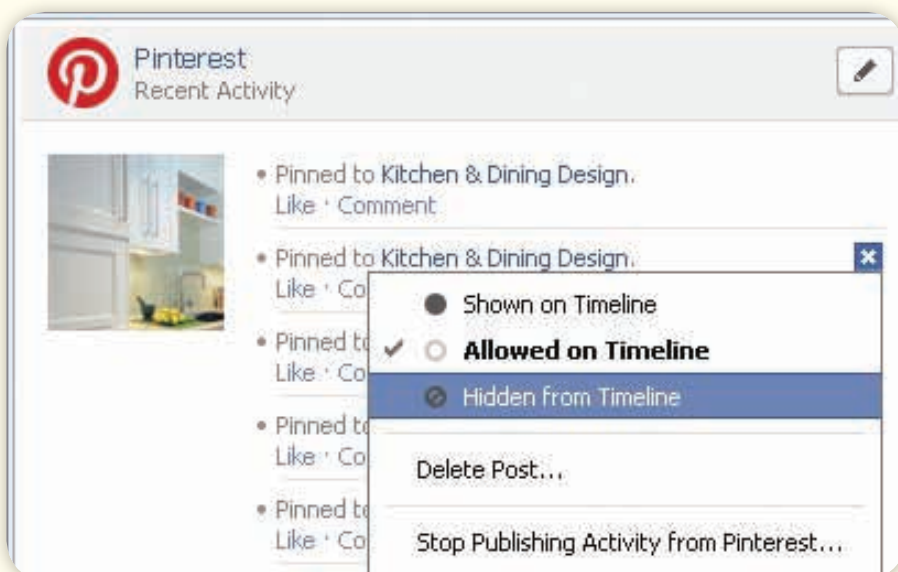 Pinterest
Recent Activity
• Pinned to Kitchen & Dining Design.
Like · Comment
• Pinned to Kitchen & Dining Design.
Like · Co
Shown on Timeline
• Pinned to
✓ Allowed on Timeline
Like · Co
Hidden from Timeline
• Pinned to
Like · Co
Delete Post...
• Pinned to
Like · Co
Stop Publishing Activity from Pinterest...